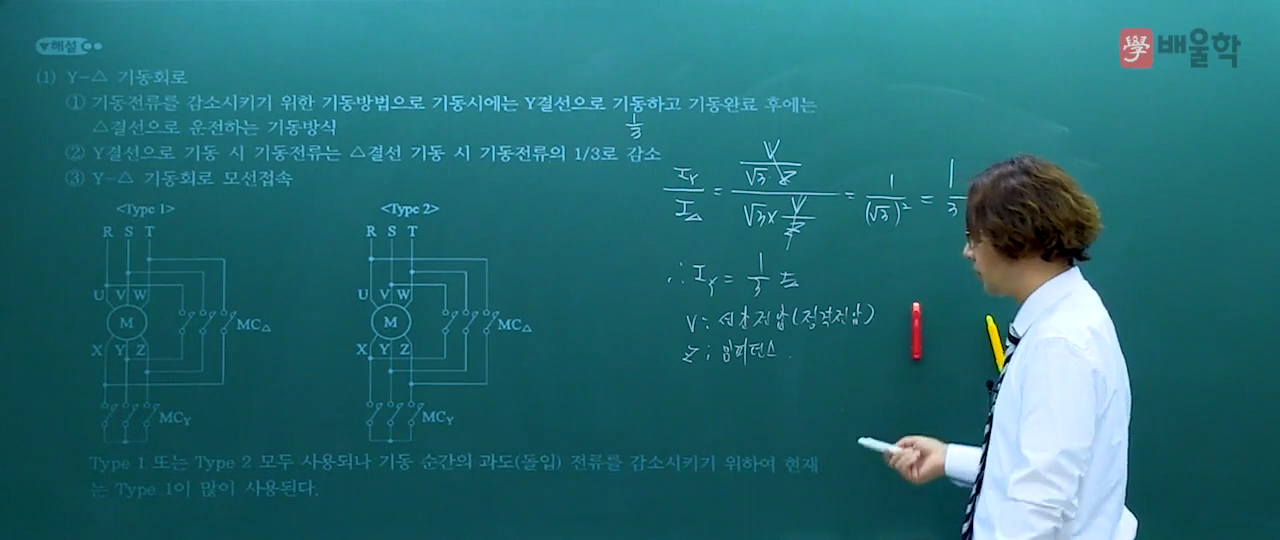 ▼해설
學 배울학
(1) Y-△ 기동회로
① 기동전류를 감소시키기 위한 기동방법으로 기동시에는 Y결선으로 기동하고 기동완료 후에는
△결선으로 운전하는 기동방식
1/3
② Y결선으로 기동 시 기동전류는 △결선 기동 시 기동전류의 1/3로 감소
③ Y-△ 기동회로 모선접속
<Type 1>
R S T
U V W
M
MC△
X Y Z
MCY
<Type 2>
R S T
U V W
M
MC△
X Y Z
MCY
IY/I△ = (V/(√3·Z))/(√3×V/Z) = 1/(√3)² = 1/3
∴ IY = 1/3 I△
V : 선간전압(정격전압)
Z : 임피던스.
Type 1 또는 Type 2 모두 사용되나 기동 순간의 과도(돌입) 전류를 감소시키기 위하여 현재
는 Type 1이 많이 사용된다.